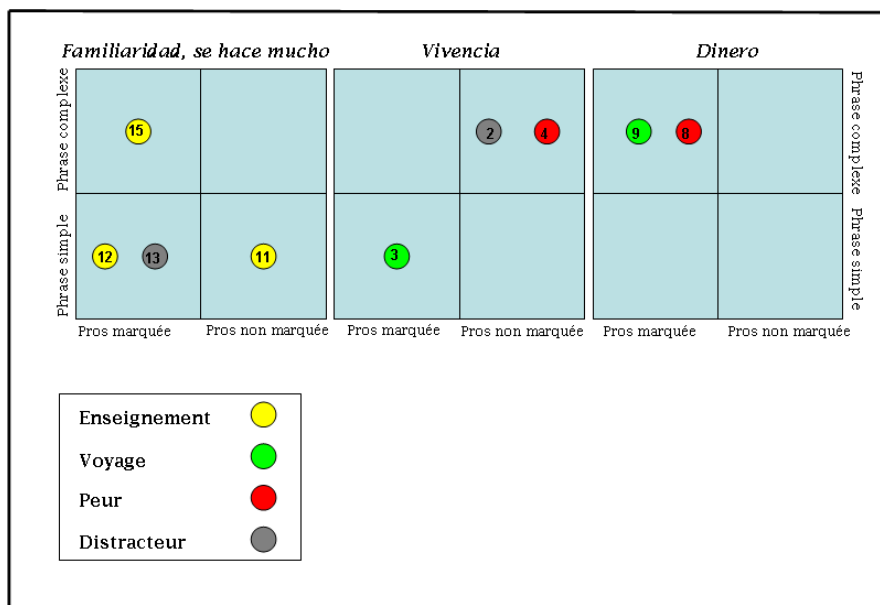 Familiaridad, se hace mucho
Vivencia
Dinero
Phrase complexe
15
2
4
9
8
Phrase complexe
Phrase simple
12
13
11
3
Phrase simple
Pros marquée
Pros non marquée
Pros marquée
Pros non marquée
Pros marquée
Pros non marquée
Enseignement
Voyage
Peur
Distracteur